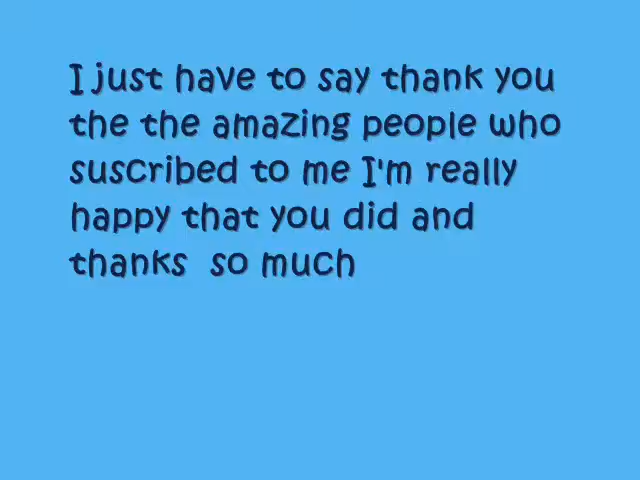 I just have to say thank you
the the amazing people who
suscribed to me I'm really
happy that you did and
thanks  so much